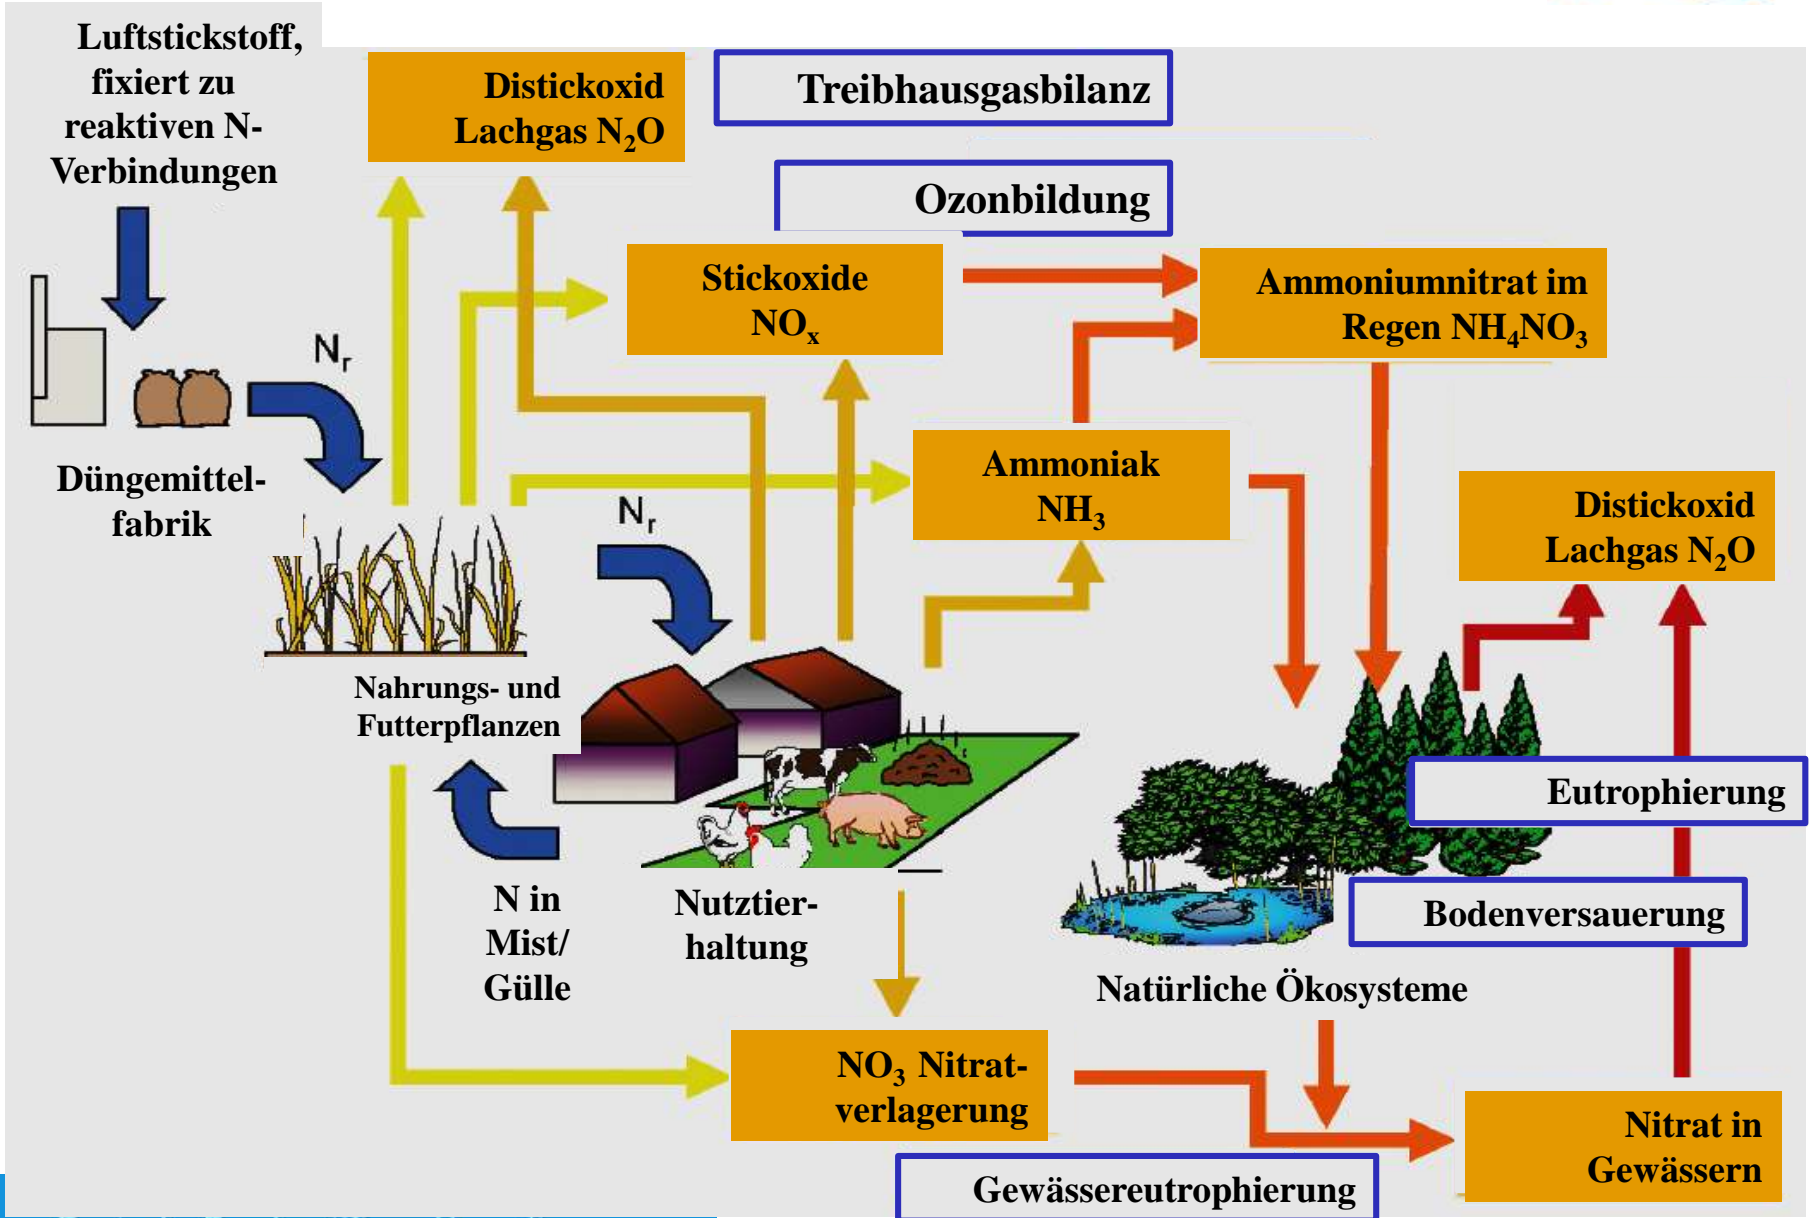 Luftstickstoff,
fixiert zu
reaktiven N-
Verbindungen
Distickoxid
Lachgas N₂O
Treibhausgasbilanz
Ozonbildung
Stickoxide
NOₓ
Ammoniumnitrat im
Regen NH₄NO₃
Nᵣ
Düngemittel-
fabrik
Ammoniak
NH₃
Nᵣ
Distickoxid
Lachgas N₂O
Nahrungs- und
Futterpflanzen
Eutrophierung
N in
Mist/
Gülle
Nutztier-
haltung
Bodenversauerung
Natürliche Ökosysteme
NO₃ Nitrat-
verlagerung
Nitrat in
Gewässern
Gewässereutrophierung